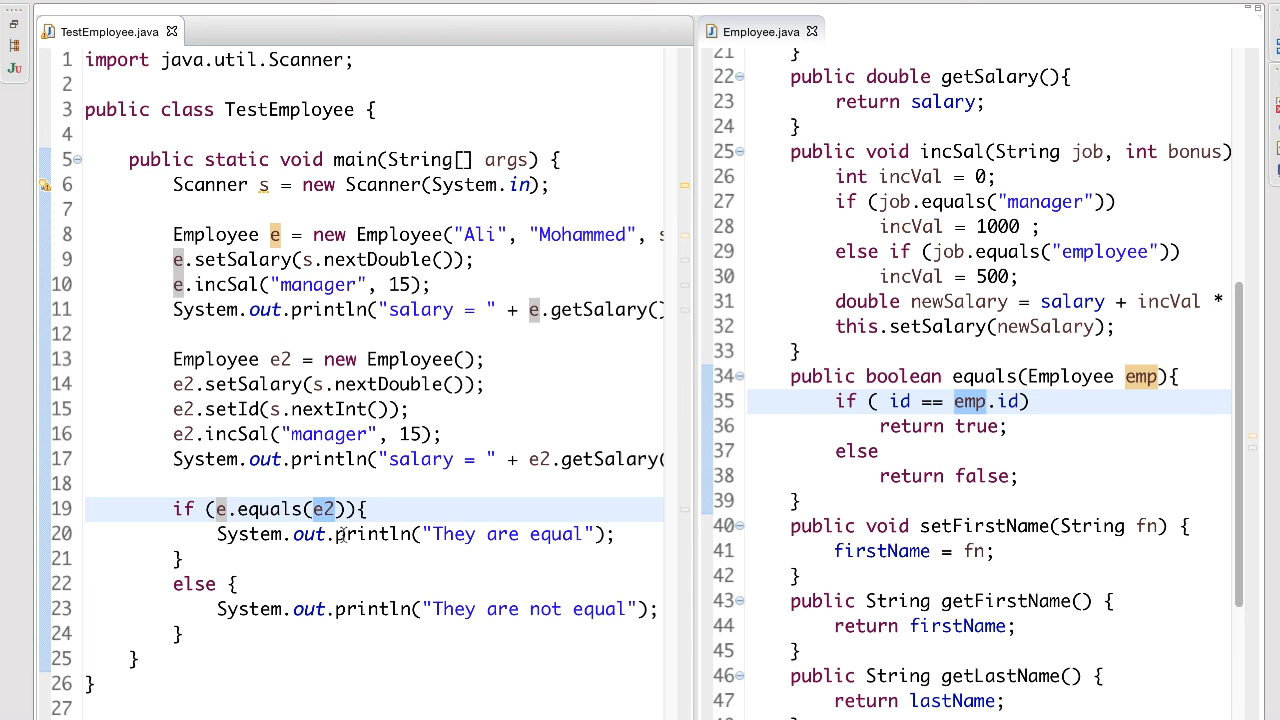 TestEmployee.java
1 import java.util.Scanner;
2
3 public class TestEmployee {
4
5 public static void main(String[] args) {
6 Scanner s = new Scanner(System.in);
7
8 Employee e = new Employee("Ali", "Mohammed", s
9 e.setSalary(s.nextDouble());
10 e.incSal("manager", 15);
11 System.out.println("salary = " + e.getSalary()
12
13 Employee e2 = new Employee();
14 e2.setSalary(s.nextDouble());
15 e2.setId(s.nextInt());
16 e2.incSal("manager", 15);
17 System.out.println("salary = " + e2.getSalary(
18
19 if (e.equals(e2)){
20 System.out.println("They are equal");
21 }
22 else {
23 System.out.println("They are not equal");
24 }
25 }
26 }
27
Employee.java
21 }
22 public double getSalary(){
23 return salary;
24 }
25 public void incSal(String job, int bonus)
26 int incVal = 0;
27 if (job.equals("manager"))
28 incVal = 1000 ;
29 else if (job.equals("employee"))
30 incVal = 500;
31 double newSalary = salary + incVal *
32 this.setSalary(newSalary);
33 }
34 public boolean equals(Employee emp){
35 if ( id == emp.id)
36 return true;
37 else
38 return false;
39 }
40 public void setFirstName(String fn) {
41 firstName = fn;
42 }
43 public String getFirstName() {
44 return firstName;
45 }
46 public String getLastName() {
47 return lastName;